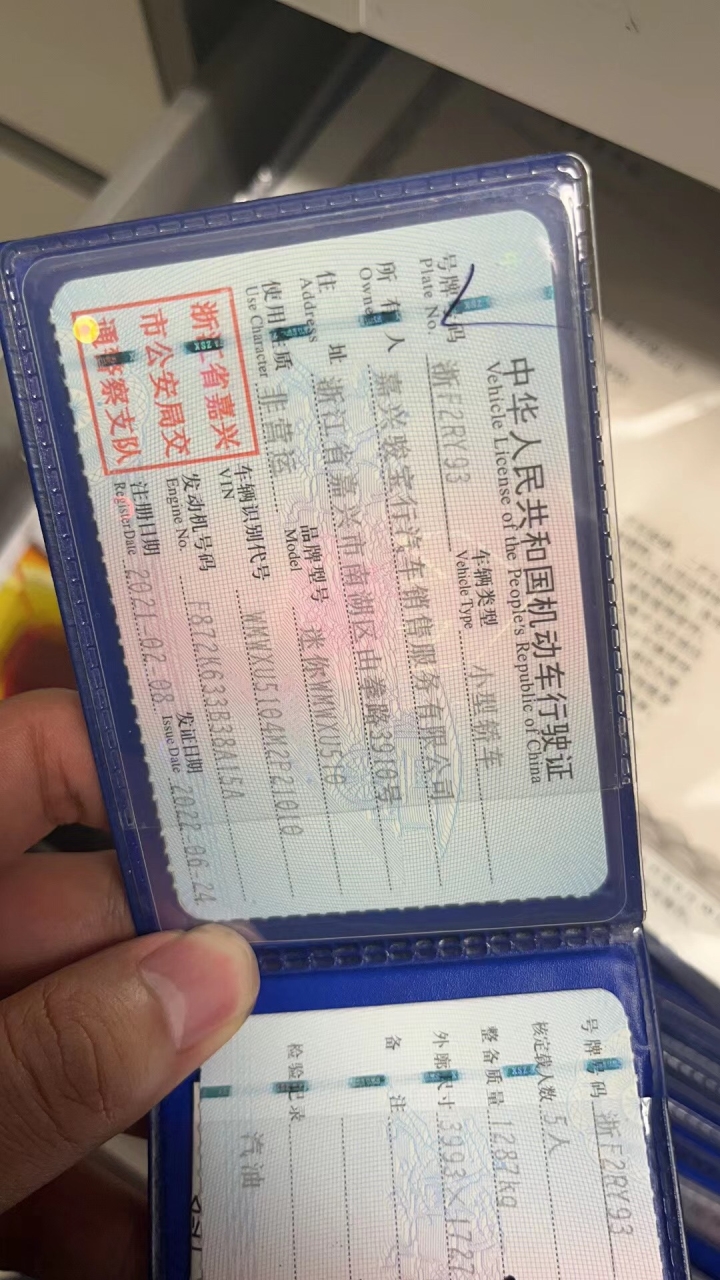 中华人民共和国机动车行驶证
Vehicle License of the People's Republic of China
号牌号码 浙F2RY93 车辆类型 小型轿车
Plate No. Vehicle Type
所有人 嘉兴骏宝行汽车销售服务有限公司
Owner
住址 浙江省嘉兴市南湖区由拳路3910号
Address
使用性质 非营运 品牌型号 迷你WMWXU510
Use Character Model
浙江省嘉兴
市公安局交
通警察支队
车辆识别代号 WMWXU5104M2P21010
VIN
发动机号码 F872K633B38A15A
Engine No.
注册日期 2021-02-08 发证日期 2022-06-24
Register Date Issue Date
号牌号码 浙F2RY93
核定载人数 5人
整备质量 1287kg
外廓尺寸 3993×1727
备注
检验记录
汽油